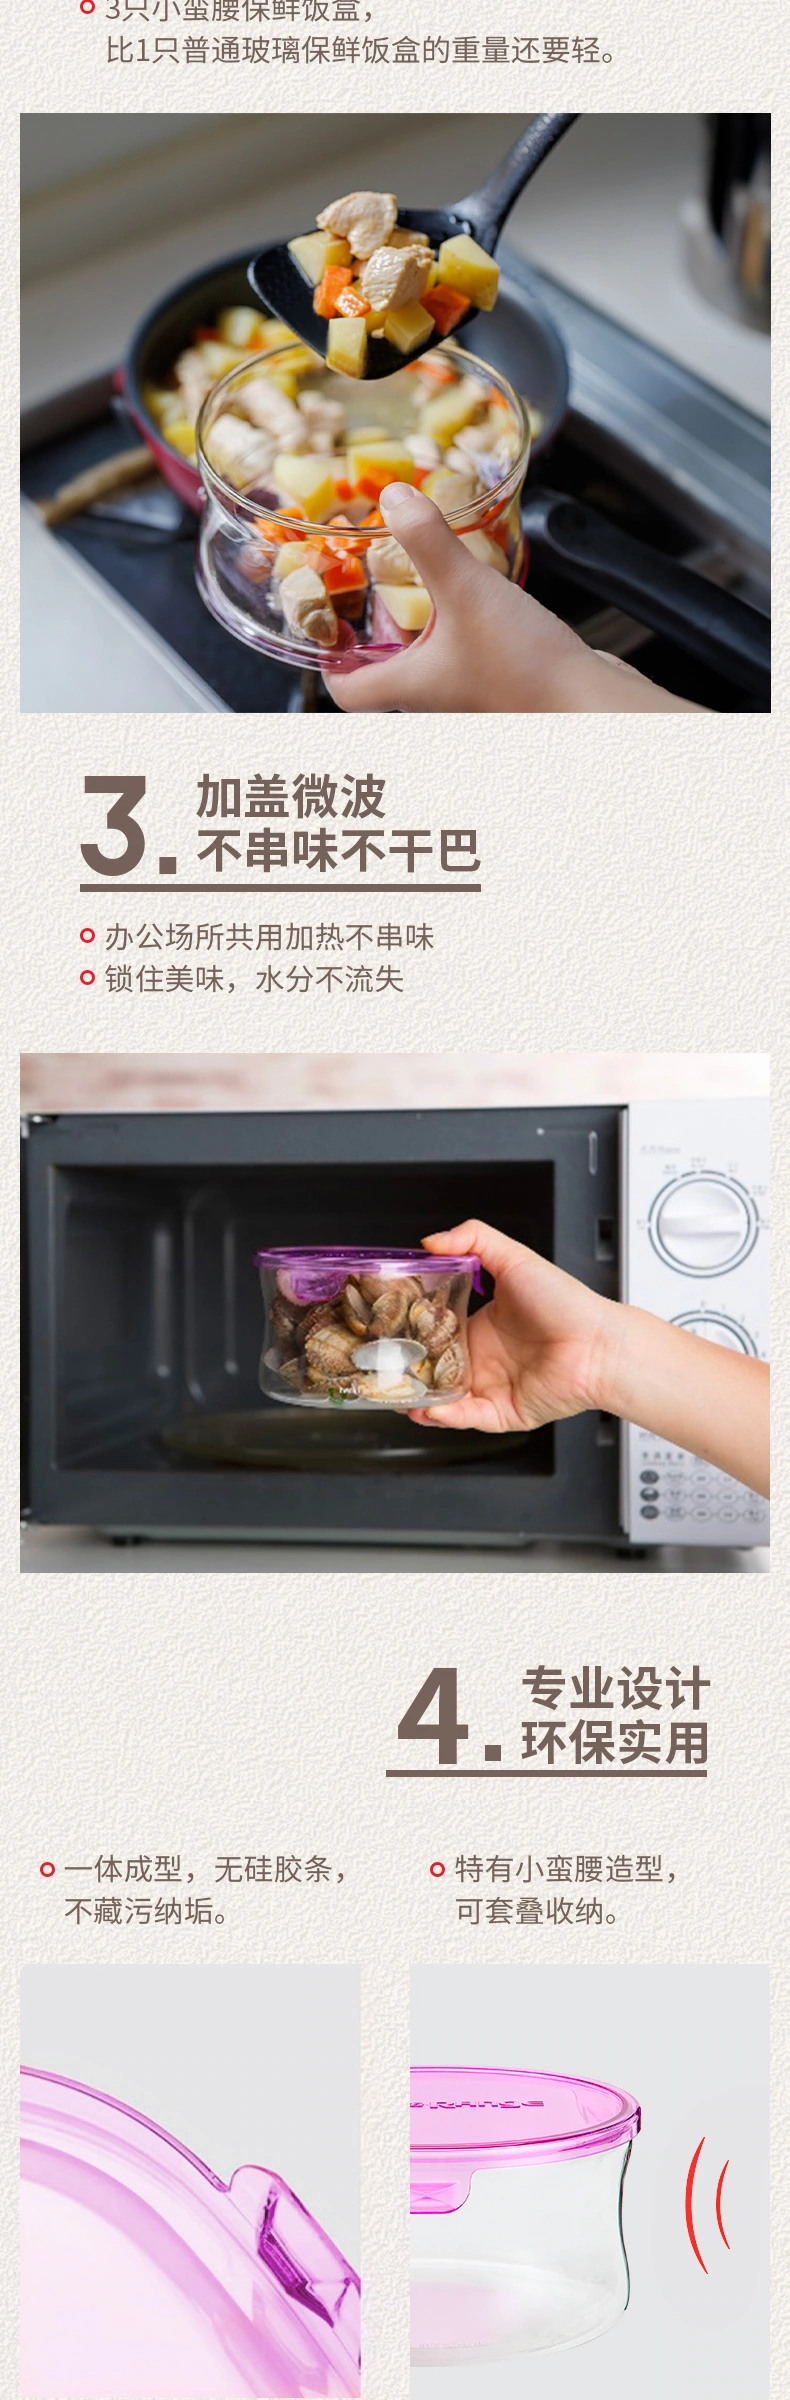 3只小蛮腰保鲜饭盒，
比1只普通玻璃保鲜饭盒的重量还要轻。
3.
加盖微波
不串味不干巴
办公场所共用加热不串味
锁住美味，水分不流失
4.
专业设计
环保实用
一体成型，无硅胶条，
不藏污纳垢。
特有小蛮腰造型，
可套叠收纳。
Range